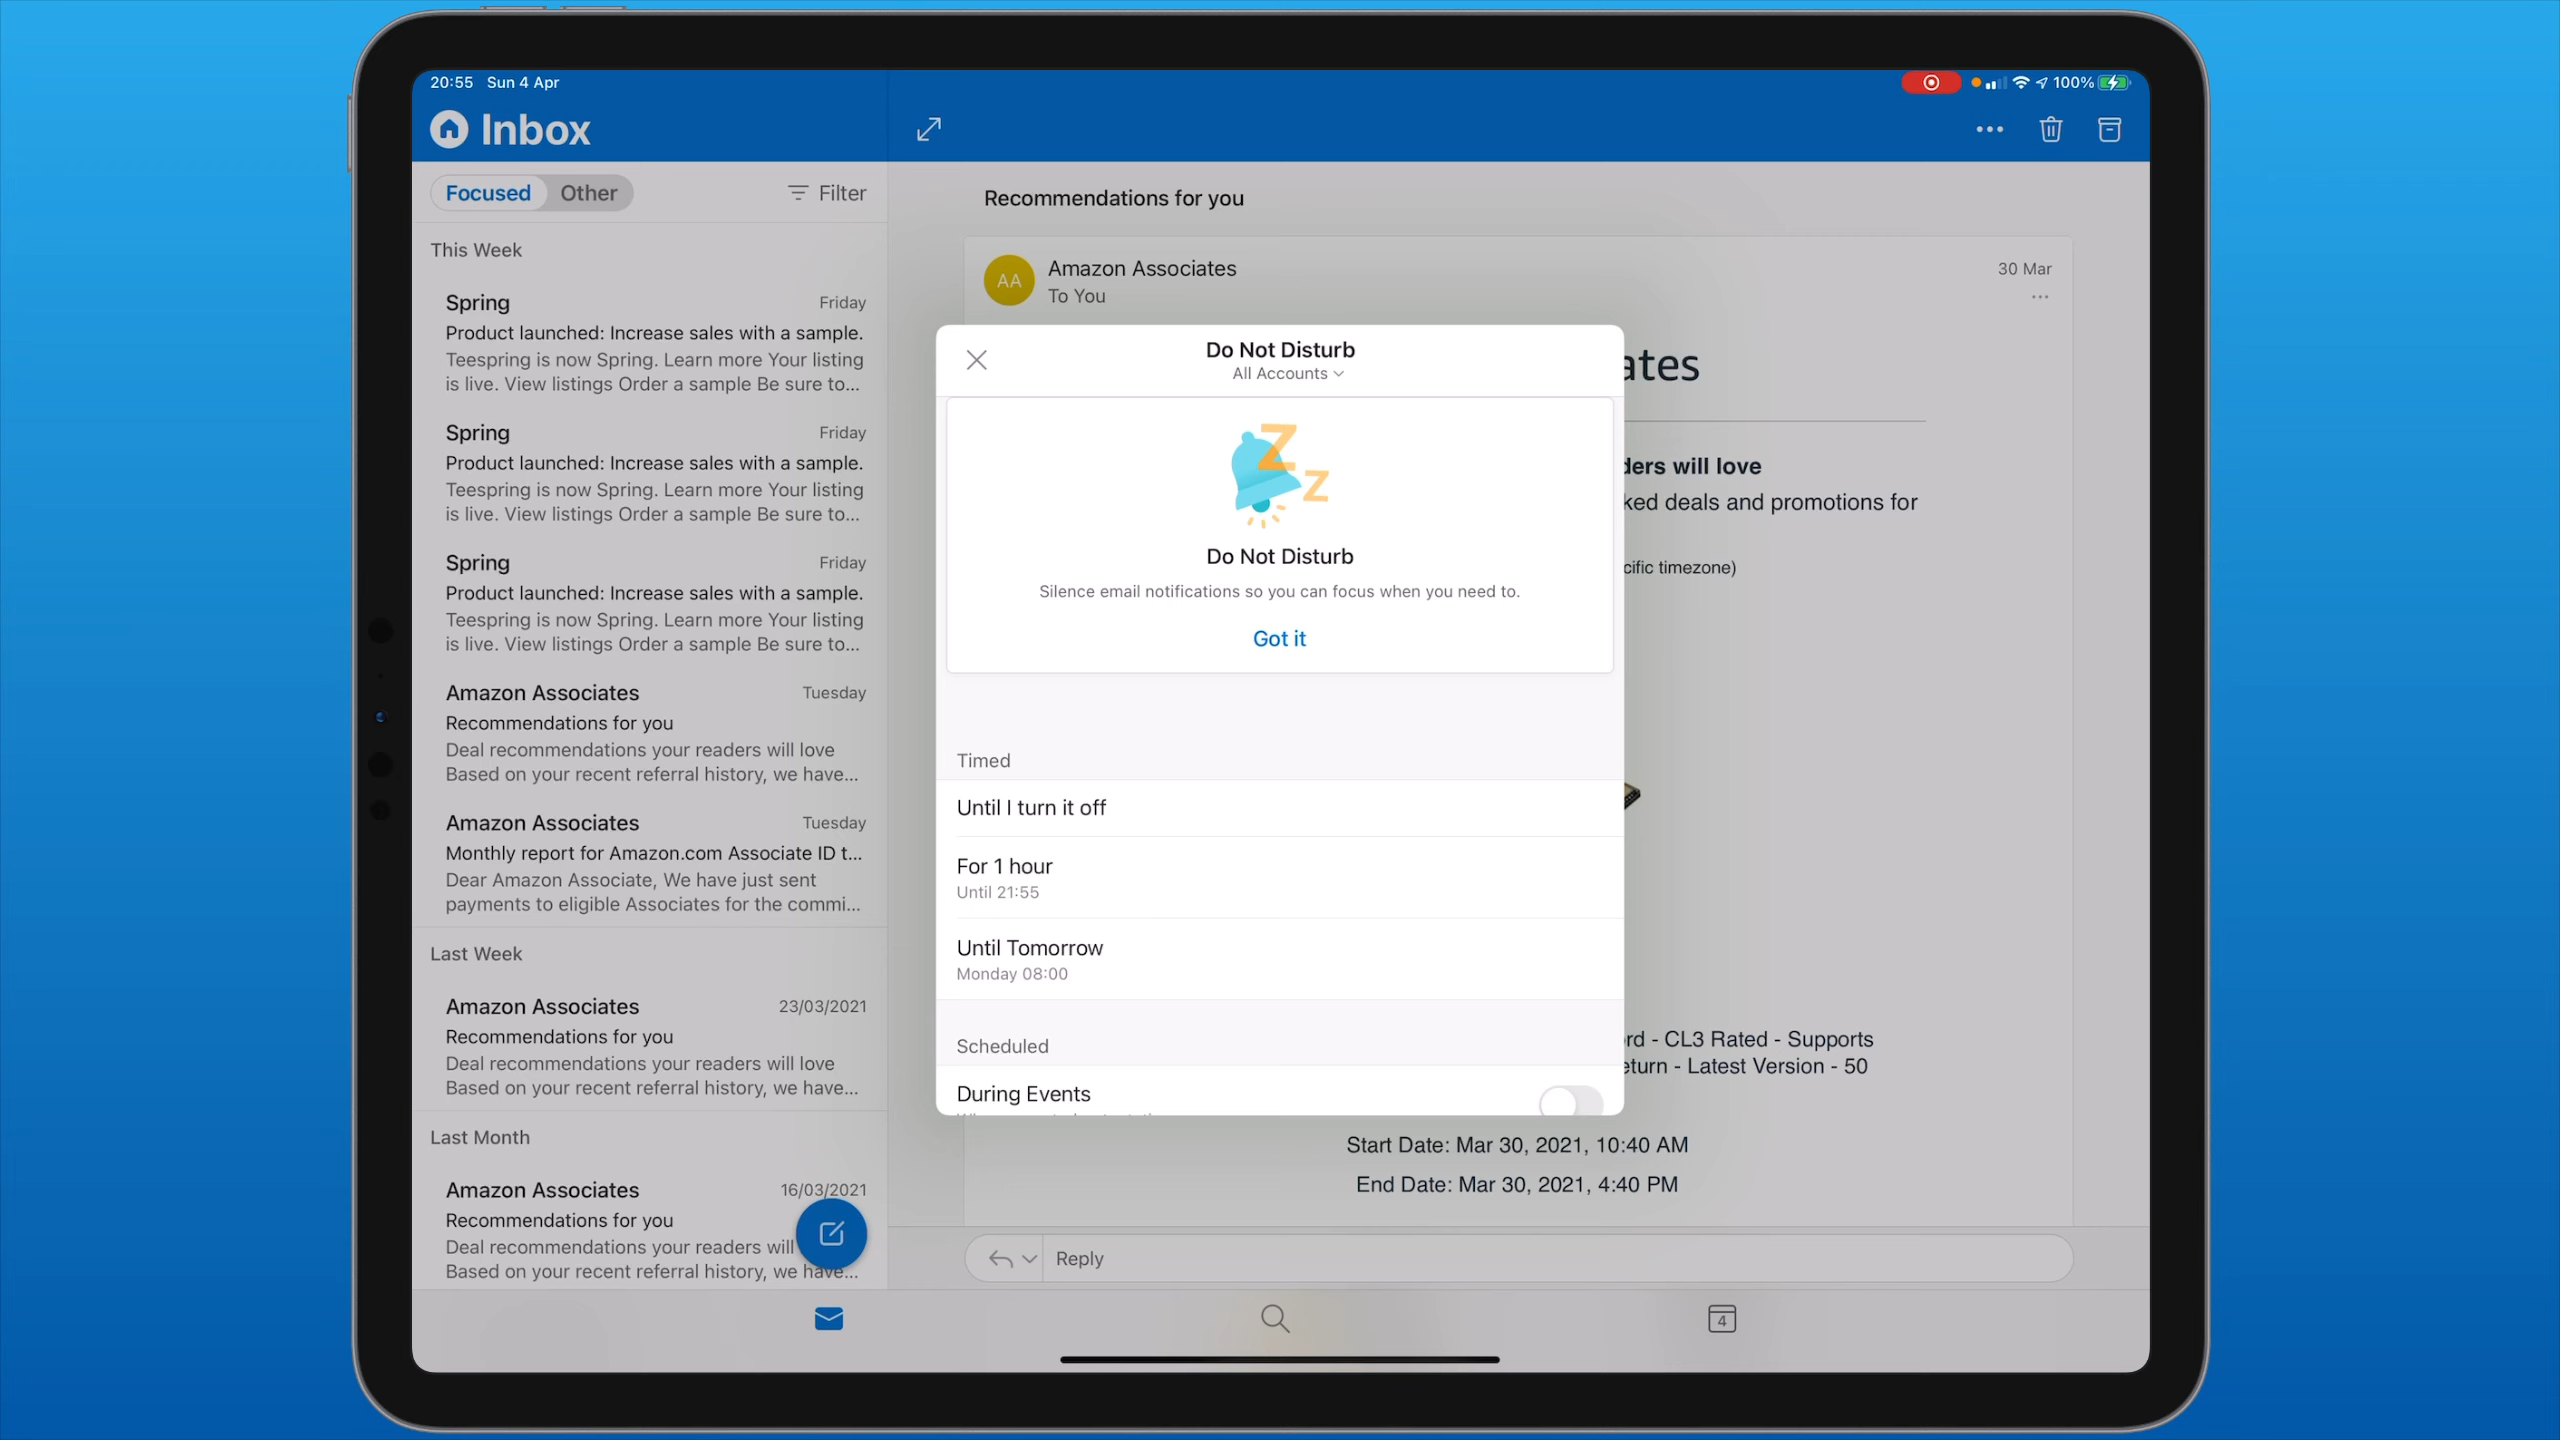 20:55 Sun 4 Apr
100%
Inbox
Focused Other
Filter
This Week
Spring Friday
Product launched: Increase sales with a sample.
Teespring is now Spring. Learn more Your listing
is live. View listings Order a sample Be sure to...
Spring Friday
Product launched: Increase sales with a sample.
Teespring is now Spring. Learn more Your listing
is live. View listings Order a sample Be sure to...
Spring Friday
Product launched: Increase sales with a sample.
Teespring is now Spring. Learn more Your listing
is live. View listings Order a sample Be sure to...
Amazon Associates Tuesday
Recommendations for you
Deal recommendations your readers will love
Based on your recent referral history, we have...
Amazon Associates Tuesday
Monthly report for Amazon.com Associate ID t...
Dear Amazon Associate, We have just sent
payments to eligible Associates for the commi...
Last Week
Amazon Associates 23/03/2021
Recommendations for you
Deal recommendations your readers will love
Based on your recent referral history, we have...
Last Month
Amazon Associates 16/03/2021
Recommendations for you
Deal recommendations your readers will
Based on your recent referral history, we have...
Recommendations for you
AA
Amazon Associates 30 Mar
To You
ates
ders will love
ked deals and promotions for
cific timezone)
rd - CL3 Rated - Supports
eturn - Latest Version - 50
Start Date: Mar 30, 2021, 10:40 AM
End Date: Mar 30, 2021, 4:40 PM
Reply
Do Not Disturb
All Accounts
Z
Z
Do Not Disturb
Silence email notifications so you can focus when you need to.
Got it
Timed
Until I turn it off
For 1 hour
Until 21:55
Until Tomorrow
Monday 08:00
Scheduled
During Events
4